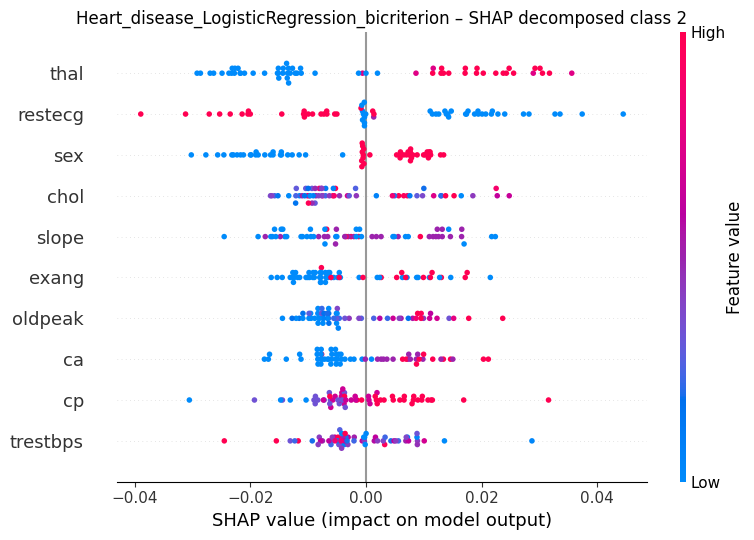 Heart_disease_LogisticRegression_bicriterion – SHAP decomposed class 2
High
thal
restecg
sex
chol
slope
exang
oldpeak
ca
cp
trestbps
Feature value
Low
−0.04 −0.02 0.00 0.02 0.04
SHAP value (impact on model output)